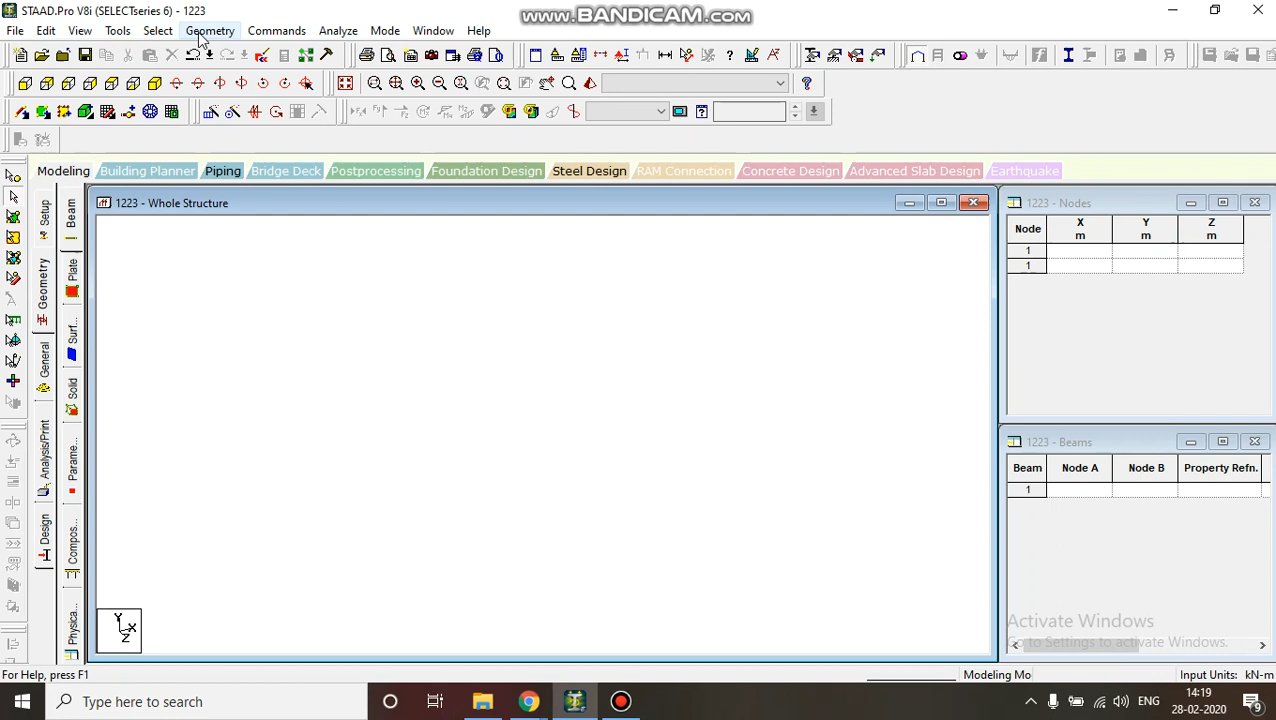 STAAD.Pro V8i (SELECTseries 6) - 1223
www.BANDICAM.com
File Edit View Tools Select Geometry Commands Analyze Mode Window Help
Modeling Building Planner Piping Bridge Deck Postprocessing Foundation Design Steel Design RAM Connection Concrete Design Advanced Slab Design Earthquake
Setup
Geometry
General
Analysis/Print
Design
Beam
Plate
Surf...
Solid
Parame...
Compos...
Physica...
1223 - Whole Structure
Y
X
Z
1223 - Nodes
Node X m Y m Z m
1
1
1223 - Beams
Beam Node A Node B Property Refn.
1
Activate Windows
Go to Settings to activate Windows.
For Help, press F1
Modeling Mo
Input Units: kN-m
Type here to search
ENG
14:19
28-02-2020
9